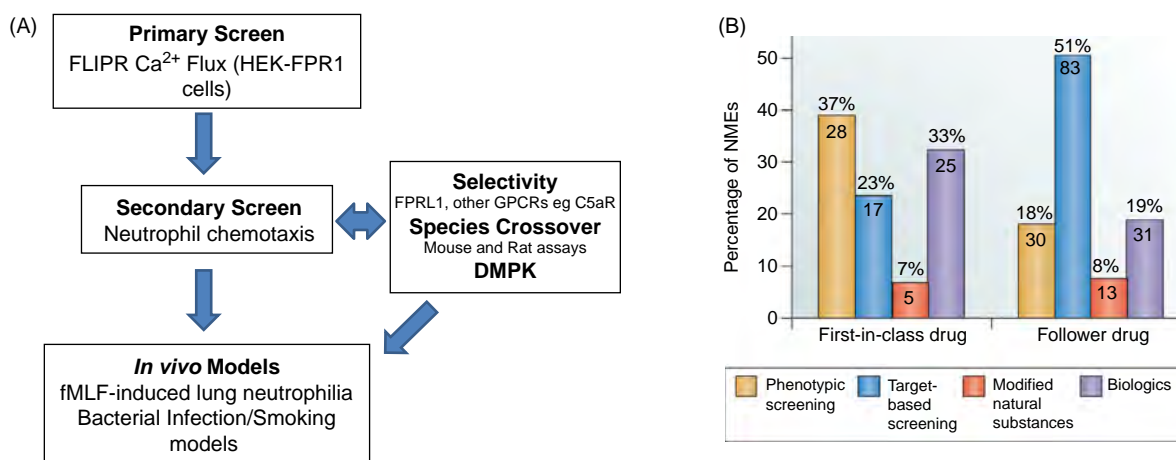 (A)
Primary Screen
FLIPR Ca²⁺ Flux (HEK-FPR1
cells)
Secondary Screen
Neutrophil chemotaxis
Selectivity
FPRL1, other GPCRs eg C5aR
Species Crossover
Mouse and Rat assays
DMPK
In vivo Models
fMLF-induced lung neutrophilia
Bacterial Infection/Smoking
models
(B)
Percentage of NMEs
50
40
30
20
10
0
37%
28
23%
17
7%
5
33%
25
18%
30
51%
83
8%
13
19%
31
First-in-class drug
Follower drug
Phenotypic
screening
Target-
based
screening
Modified
natural
substances
Biologics